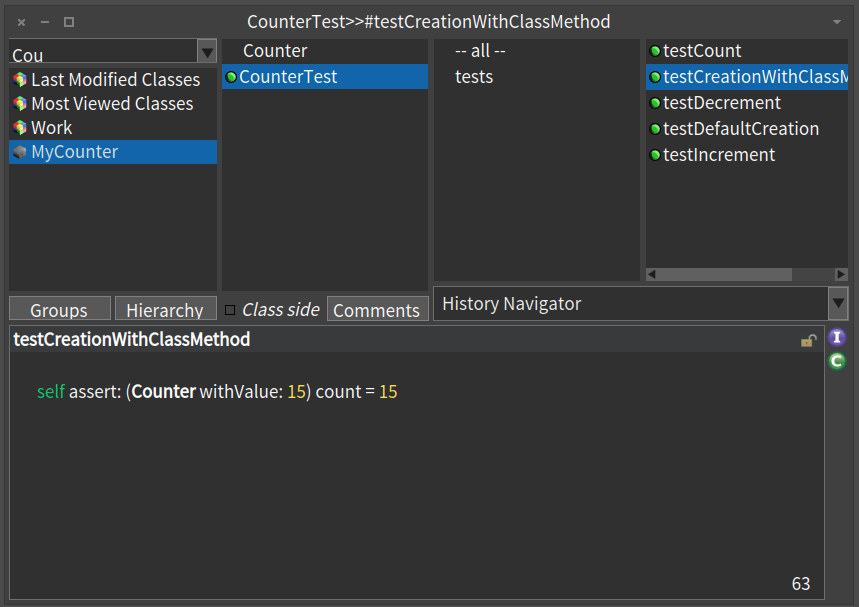 CounterTest>>#testCreationWithClassMethod
Cou
Last Modified Classes
Most Viewed Classes
Work
MyCounter
Counter
CounterTest
-- all --
tests
testCount
testCreationWithClassM
testDecrement
testDefaultCreation
testIncrement
Groups
Hierarchy
Class side
Comments
History Navigator
testCreationWithClassMethod
I
C
self assert: (Counter withValue: 15) count = 15
63